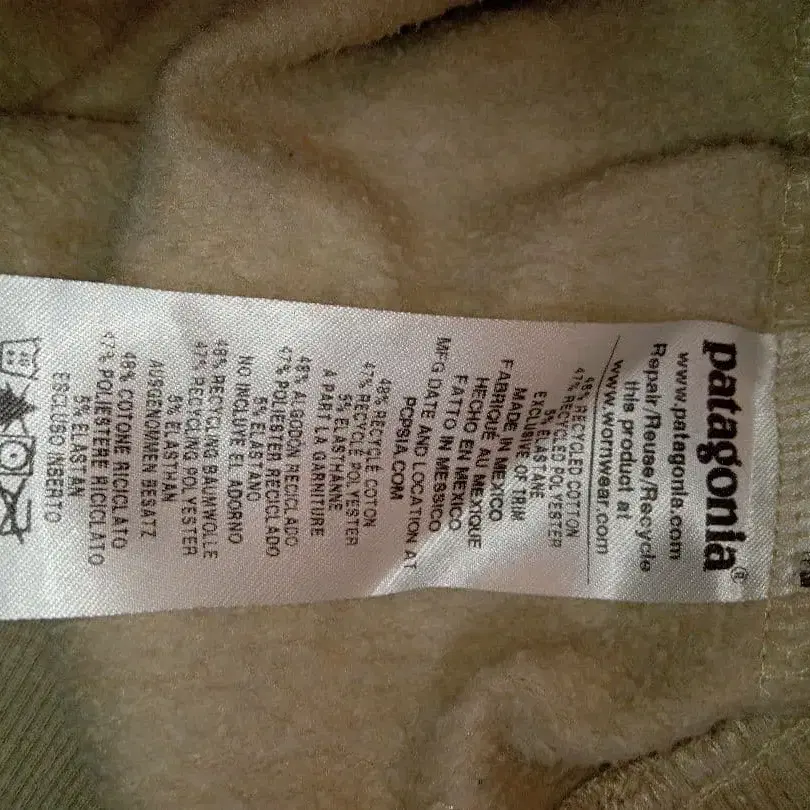 patagonia®
www.patagonia.com
Repair/Reuse/Recycle
this product at
www.wornwear.com
48% RECYCLED COTTON
47% RECYCLED POLYESTER
5% ELASTANE
EXCLUSIVE OF TRIM
MADE IN MEXICO
FABRIQUÉ AU MEXIQUE
HECHO EN MEXICO
FATTO IN MESSICO
MFG DATE AND LOCATION AT
PCPSIA.COM
48% RECYCLÉ COTON
47% RECYCLÉ POLYESTER
5% ELASTHANNE
À PART LA GARNITURE
48% ALGODON RECICLADO
47% POLIESTER RECICLADO
5% ELASTANO
NO INCLUYE EL ADORNO
48% RECYCLING BAUMWOLLE
47% RECYCLING POLYESTER
5% ELASTHAN
AUSGENOMMEN BESATZ
48% COTONE RICICLATO
47% POLIESTERE RICICLATO
5% ELASTAN
ESCLUSO INSERTO